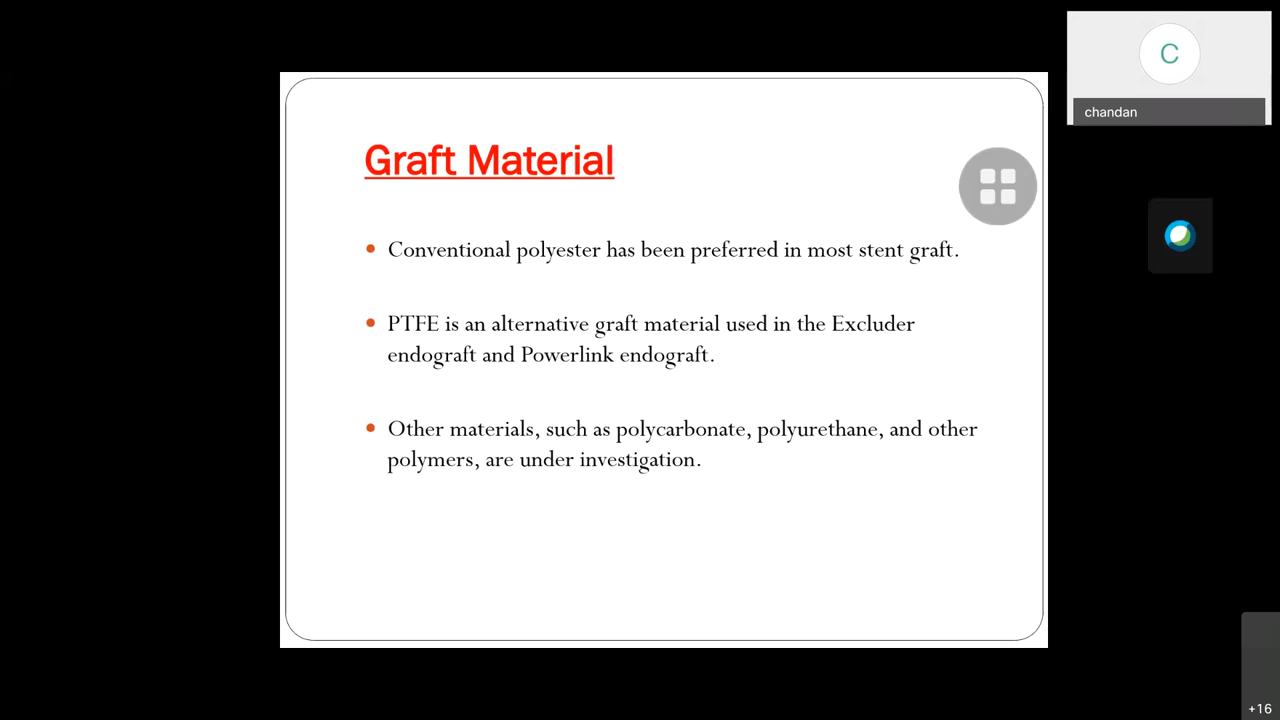 Graft Material
• Conventional polyester has been preferred in most stent graft.
• PTFE is an alternative graft material used in the Excluder
endograft and Powerlink endograft.
• Other materials, such as polycarbonate, polyurethane, and other
polymers, are under investigation.
C
chandan
+16